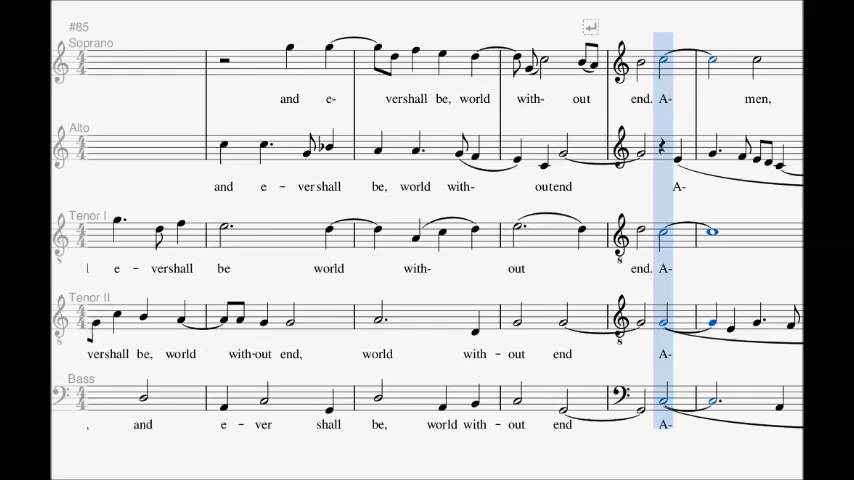 #85
Soprano
and e- vershall be, world with- out end. A- men,
Alto
and e – vershall be, world with- outend A-
Tenor I
l e – vershall be world with- out end. A-
Tenor II
vershall be, world with-out end, world with – out end A-
Bass
, and e – ver shall be, world with – out end A-